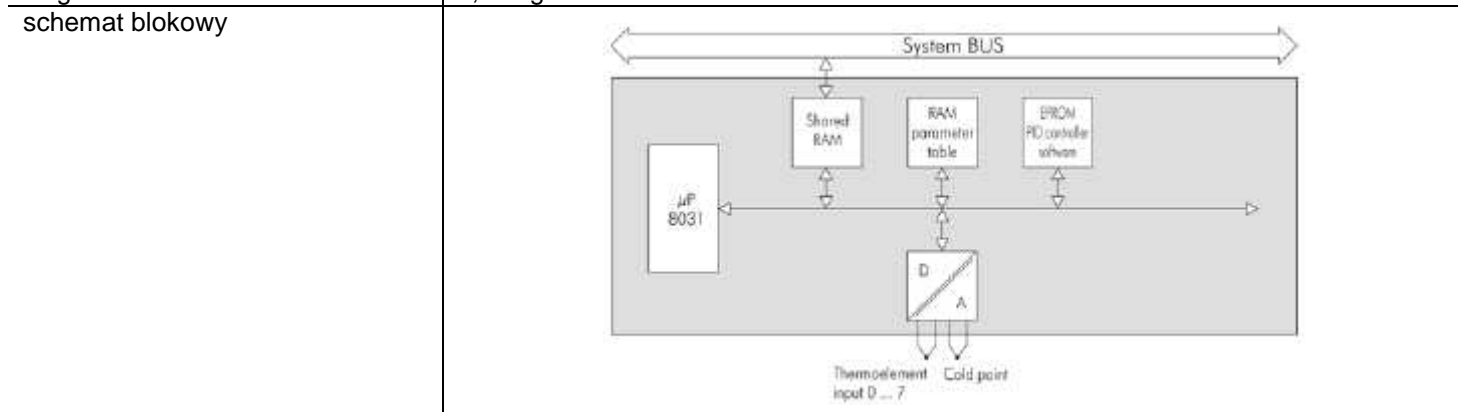 schemat blokowy
System BUS
Shared
RAM
RAM
parameter
table
EPROM
PID controller
software
µP
8031
D
A
Thermoelement
input 0 ... 7
Cold point